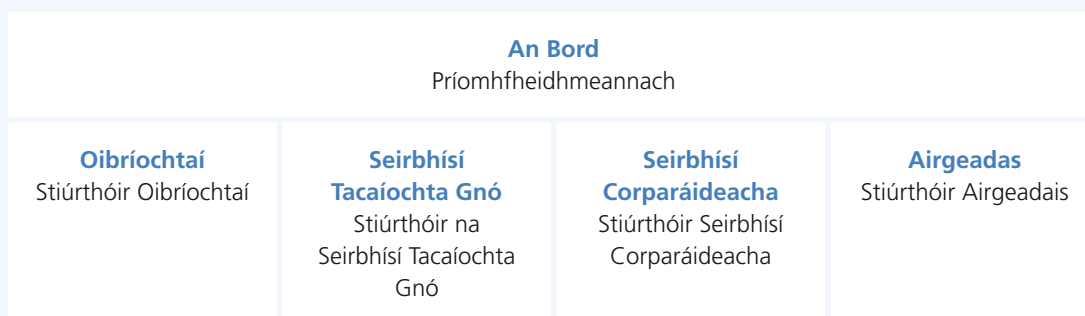 An Bord
Príomhfheidhmeannach
Oibríochtaí
Stiúrthóir Oibríochtaí
Seirbhísí
Tacaíochta Gnó
Stiúrthóir na
Seirbhísí Tacaíochta
Gnó
Seirbhísí
Corparáideacha
Stiúrthóir Seirbhísí
Corparáideacha
Airgeadas
Stiúrthóir Airgeadais